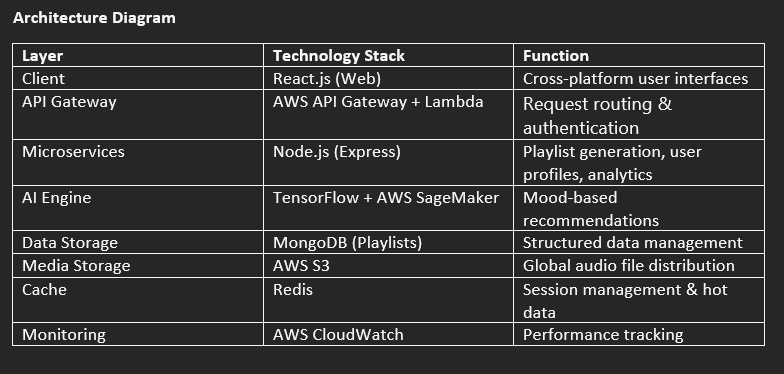 Architecture Diagram
Layer Technology Stack Function
Client React.js (Web) Cross-platform user interfaces
API Gateway AWS API Gateway + Lambda Request routing &
authentication
Microservices Node.js (Express) Playlist generation, user
profiles, analytics
AI Engine TensorFlow + AWS SageMaker Mood-based
recommendations
Data Storage MongoDB (Playlists) Structured data management
Media Storage AWS S3 Global audio file distribution
Cache Redis Session management & hot
data
Monitoring AWS CloudWatch Performance tracking